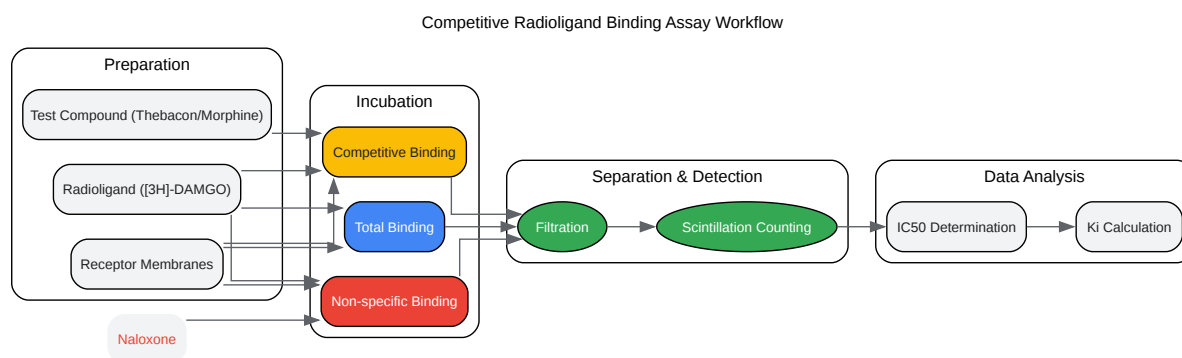 Competitive Radioligand Binding Assay Workflow
Preparation
Test Compound (Thebacon/Morphine)
Radioligand ([3H]-DAMGO)
Receptor Membranes
Naloxone
Incubation
Competitive Binding
Total Binding
Non-specific Binding
Separation & Detection
Filtration
Scintillation Counting
Data Analysis
IC50 Determination
Ki Calculation